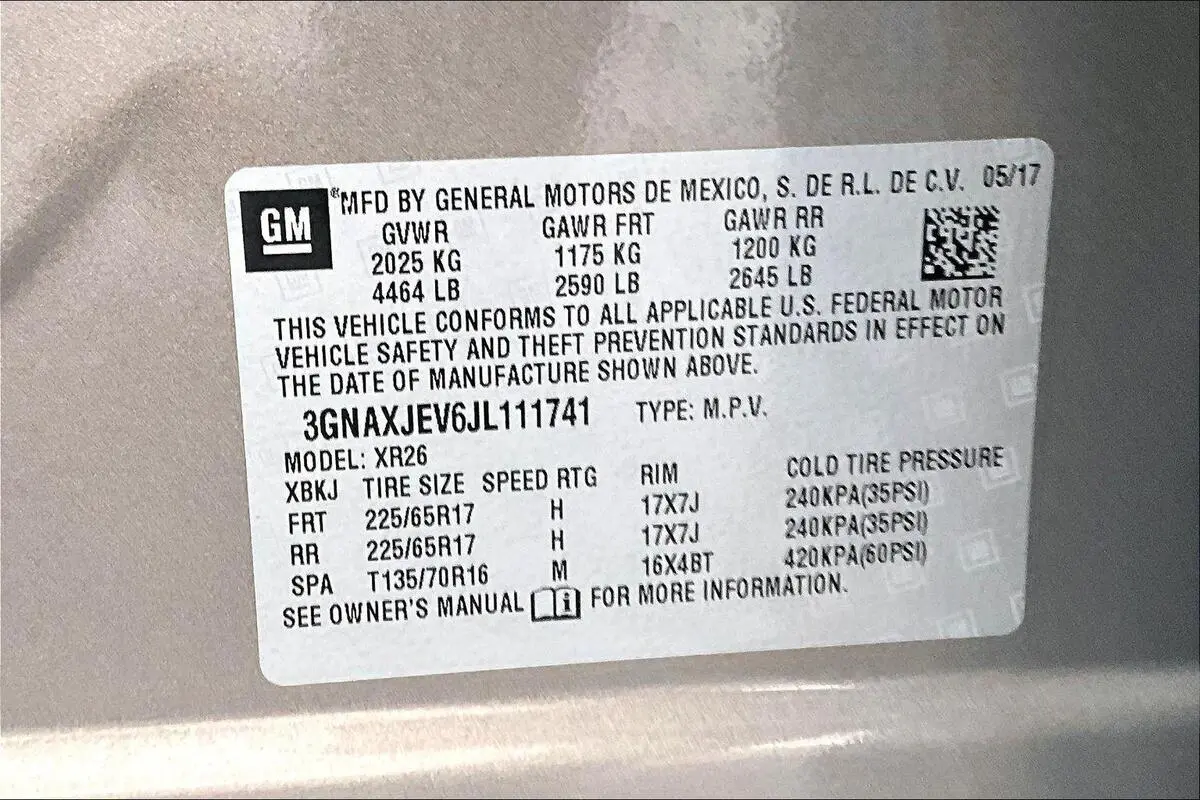 GM
®MFD BY GENERAL MOTORS DE MEXICO, S. DE R.L. DE C.V. 05/17
GVWR GAWR FRT GAWR RR
2025 KG 1175 KG 1200 KG
4464 LB 2590 LB 2645 LB
THIS VEHICLE CONFORMS TO ALL APPLICABLE U.S. FEDERAL MOTOR
VEHICLE SAFETY AND THEFT PREVENTION STANDARDS IN EFFECT ON
THE DATE OF MANUFACTURE SHOWN ABOVE.
3GNAXJEV6JL111741 TYPE: M.P.V.
MODEL: XR26
XBKJ TIRE SIZE SPEED RTG RIM COLD TIRE PRESSURE
FRT 225/65R17 H 17X7J 240KPA(35PSI)
RR 225/65R17 H 17X7J 240KPA(35PSI)
SPA T135/70R16 M 16X4BT 420KPA(60PSI)
SEE OWNER'S MANUAL i FOR MORE INFORMATION.